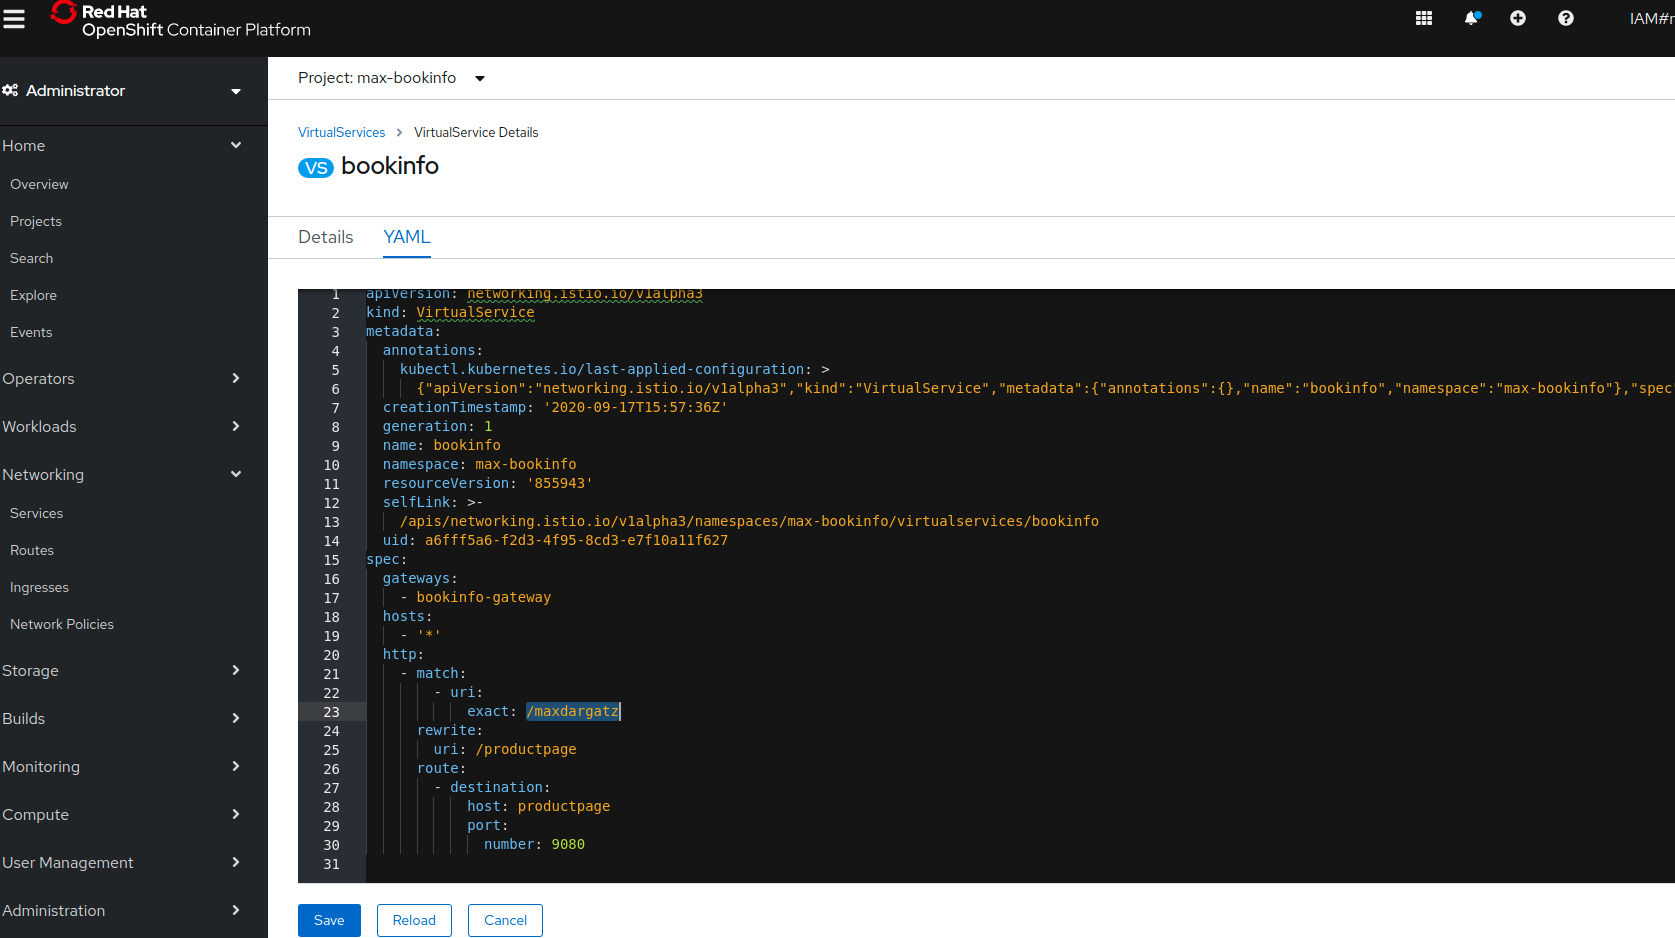 Red Hat
OpenShift Container Platform
IAM#r
Administrator
Home
Overview
Projects
Search
Explore
Events
Operators
Workloads
Networking
Services
Routes
Ingresses
Network Policies
Storage
Builds
Monitoring
Compute
User Management
Administration
Project: max-bookinfo
VirtualServices > VirtualService Details
VS bookinfo
Details YAML
1 apiVersion: networking.istio.io/v1alpha3
2 kind: VirtualService
3 metadata:
4 annotations:
5 kubectl.kubernetes.io/last-applied-configuration: >
6 {"apiVersion":"networking.istio.io/v1alpha3","kind":"VirtualService","metadata":{"annotations":{},"name":"bookinfo","namespace":"max-bookinfo"},"spec"
7 creationTimestamp: '2020-09-17T15:57:36Z'
8 generation: 1
9 name: bookinfo
10 namespace: max-bookinfo
11 resourceVersion: '855943'
12 selfLink: >-
13 /apis/networking.istio.io/v1alpha3/namespaces/max-bookinfo/virtualservices/bookinfo
14 uid: a6fff5a6-f2d3-4f95-8cd3-e7f10a11f627
15 spec:
16 gateways:
17 - bookinfo-gateway
18 hosts:
19 - '*'
20 http:
21 - match:
22 - uri:
23 exact: /maxdargatz
24 rewrite:
25 uri: /productpage
26 route:
27 - destination:
28 host: productpage
29 port:
30 number: 9080
31
Save Reload Cancel